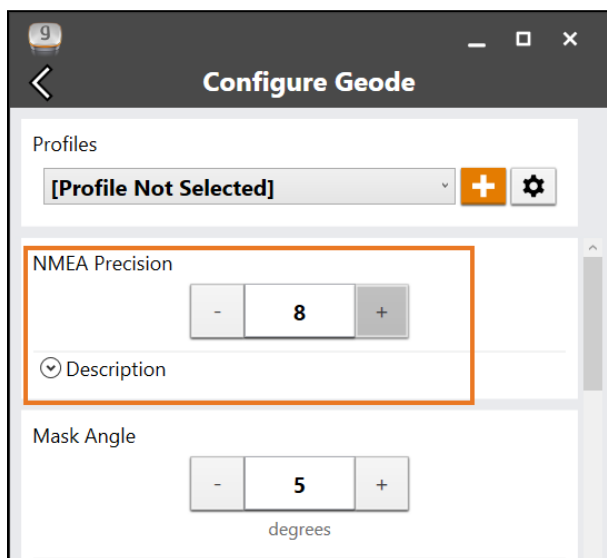 g
Configure Geode
Profiles
[Profile Not Selected]
NMEA Precision
- 8 +
Description
Mask Angle
- 5 +
degrees